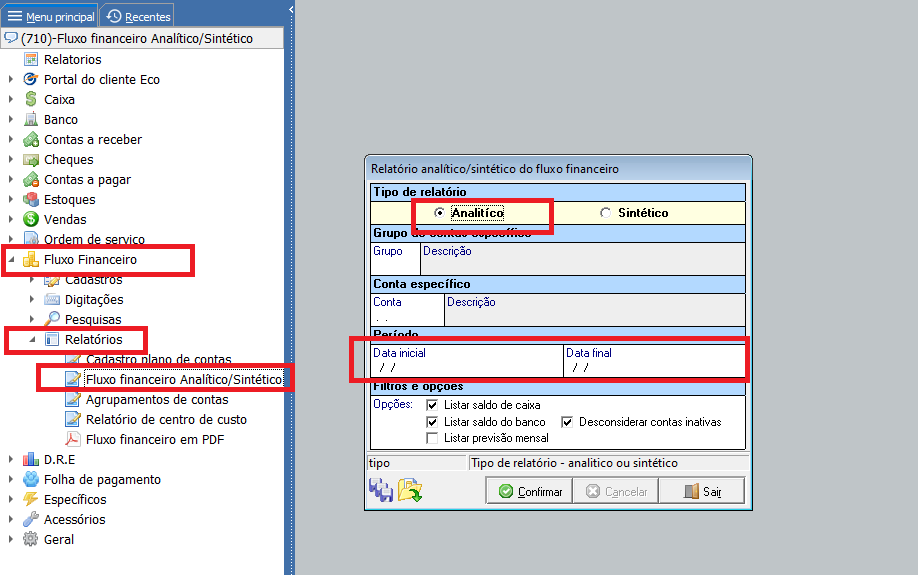 Menu principal
Recentes
(710)-Fluxo financeiro Analítico/Sintético
Relatorios
Portal do cliente Eco
Caixa
Banco
Contas a receber
Cheques
Contas a pagar
Estoques
Vendas
Ordem de serviço
Fluxo Financeiro
Cadastros
Digitações
Pesquisas
Relatórios
Cadastro plano de contas
Fluxo financeiro Analítico/Sintético
Agrupamentos de contas
Relatório de centro de custo
Fluxo financeiro em PDF
D.R.E
Folha de pagamento
Específicos
Acessórios
Geral
Relatório analítico/sintético do fluxo financeiro
Tipo de relatório
Analitíco
Sintético
Grupo de contas específico
Grupo
Descrição
Conta específico
Conta
Descrição
. .
Período
Data inicial
Data final
/ /
/ /
Filtros e opções
Opções:
Listar saldo de caixa
Listar saldo do banco
Desconsiderar contas inativas
Listar previsão mensal
tipo
Tipo de relatório - analitico ou sintético
Confirmar
Cancelar
Sair